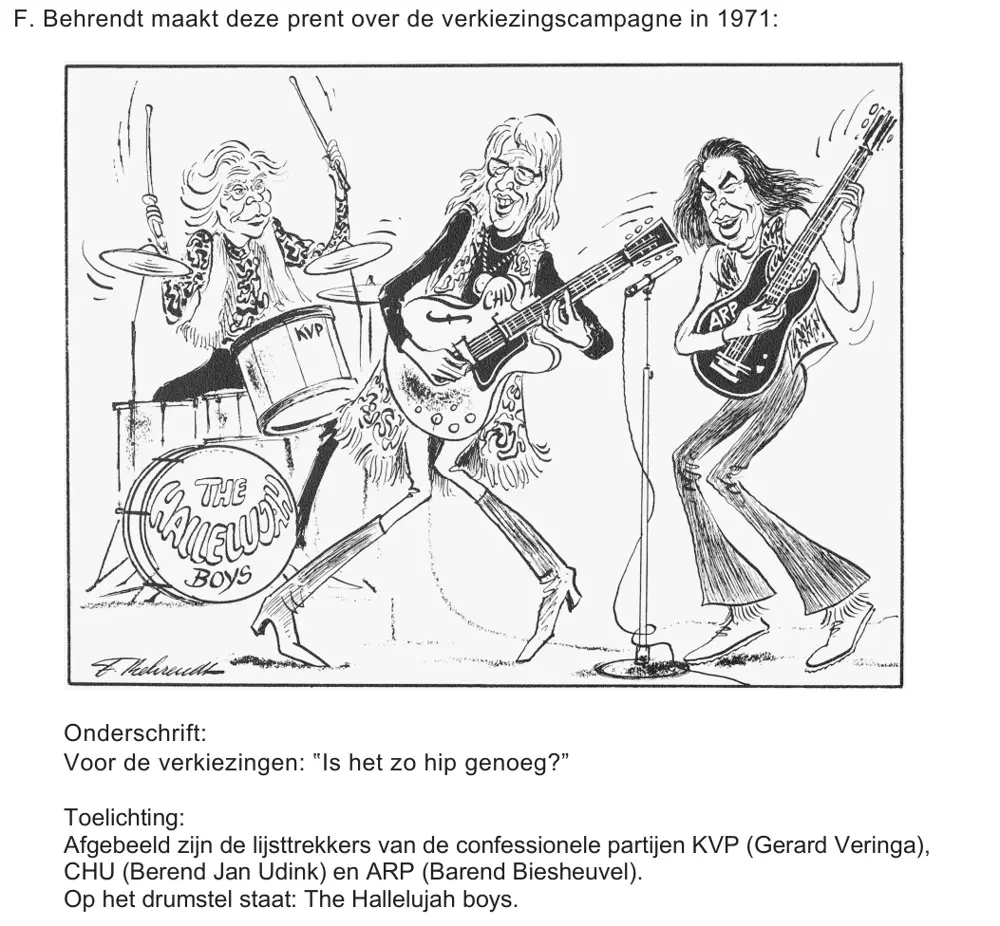 F. Behrendt maakt deze prent over de verkiezingscampagne in 1971:
KVP
CHU
ARP
THE
HALLELUJAH
BOYS
F. Behrendt
Onderschrift:
Voor de verkiezingen: "Is het zo hip genoeg?”
Toelichting:
Afgebeeld zijn de lijsttrekkers van de confessionele partijen KVP (Gerard Veringa),
CHU (Berend Jan Udink) en ARP (Barend Biesheuvel).
Op het drumstel staat: The Hallelujah boys.